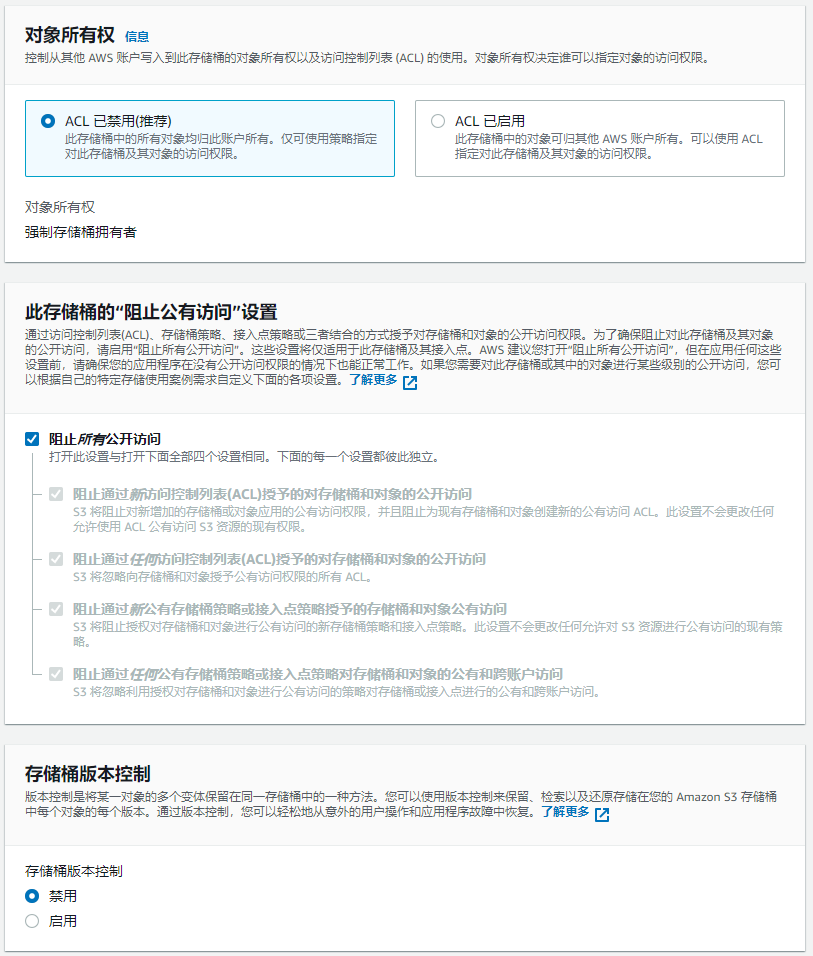 对象所有权 信息
控制从其他 AWS 账户写入到此存储桶的对象所有权以及访问控制列表 (ACL) 的使用。对象所有权决定谁可以指定对象的访问权限。
ACL 已禁用(推荐)
此存储桶中的所有对象均归此账户所有。仅可使用策略指定
对此存储桶及其对象的访问权限。
ACL 已启用
此存储桶中的对象可归其他 AWS 账户所有。可以使用 ACL
指定对此存储桶及其对象的访问权限。
对象所有权
强制存储桶拥有者
此存储桶的“阻止公有访问”设置
通过访问控制列表(ACL)、存储桶策略、接入点策略或三者结合的方式授予对存储桶和对象的公开访问权限。为了确保阻止对此存储桶及其对象
的公开访问，请启用“阻止所有公开访问”。这些设置将仅适用于此存储桶及其接入点。AWS 建议您打开“阻止所有公开访问”，但在应用任何这些
设置前，请确保您的应用程序在没有公开访问权限的情况下也能正常工作。如果您需要对此存储桶或其中的对象进行某些级别的公开访问，您可
以根据自己的特定存储使用案例需求自定义下面的各项设置。了解更多
阻止所有公开访问
打开此设置与打开下面全部四个设置相同。下面的每一个设置都彼此独立。
阻止通过新访问控制列表(ACL)授予的对存储桶和对象的公开访问
S3 将阻止对新增加的存储桶或对象应用的公有访问权限，并且阻止为现有存储桶和对象创建新的公有访问 ACL。此设置不会更改任何
允许使用 ACL 公有访问 S3 资源的现有权限。
阻止通过任何访问控制列表(ACL)授予的对存储桶和对象的公开访问
S3 将忽略向存储桶和对象授予公有访问权限的所有 ACL。
阻止通过新公有存储桶策略或接入点策略授予的存储桶和对象公有访问
S3 将阻止授权对存储桶和对象进行公有访问的新存储桶策略和接入点策略。此设置不会更改任何允许对 S3 资源进行公有访问的现有策
略。
阻止通过任何公有存储桶策略或接入点策略对存储桶和对象的公有和跨账户访问
S3 将忽略利用授权对存储桶和对象进行公有访问的策略对存储桶或接入点进行的公有和跨账户访问。
存储桶版本控制
版本控制是将某一对象的多个变体保留在同一存储桶中的一种方法。您可以使用版本控制来保留、检索以及还原存储在您的 Amazon S3 存储桶
中每个对象的每个版本。通过版本控制，您可以轻松地从意外的用户操作和应用程序故障中恢复。了解更多
存储桶版本控制
禁用
启用